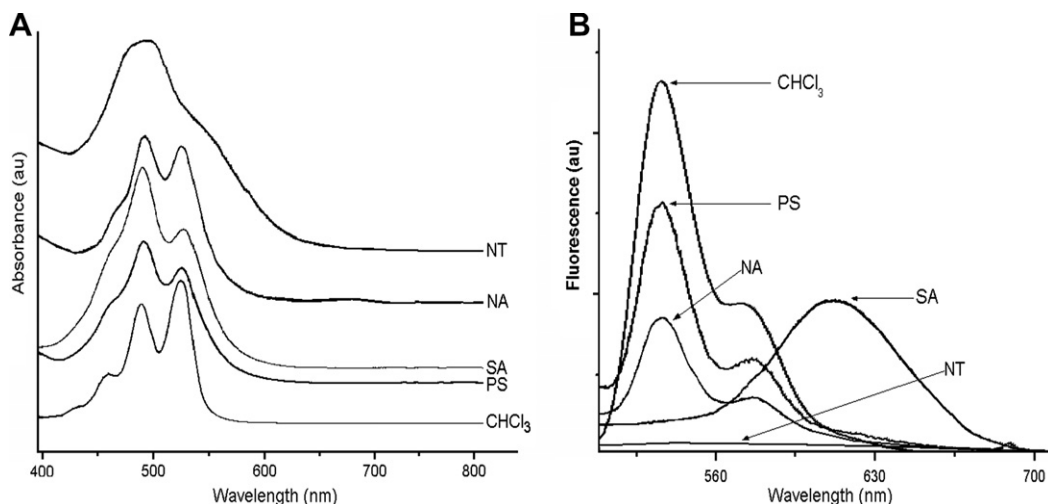 A
Absorbance (au)
NT
NA
SA
PS
CHCl3
400 500 600 700 800
Wavelength (nm)
B
Fluorescence (au)
CHCl3
PS
NA
SA
NT
560 630 700
Wavelength (nm)